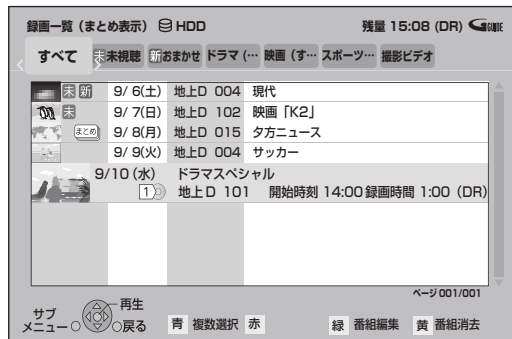 録画一覧（まとめ表示） HDD 残量 15:08 (DR) GGUIDE
すべて 未 未視聴 新 おまかせ ドラマ (… 映画 (す… スポーツ… 撮影ビデオ
未 新 9/ 6(土) 地上D 004 現代
未 9/ 7(日) 地上D 102 映画「K2」
まとめ 9/ 8(月) 地上D 015 夕方ニュース
9/ 9(火) 地上D 004 サッカー
9/10 (水) ドラマスペシャル
1 地上D 101 開始時刻 14:00 録画時間 1:00 (DR)
ページ 001/001
サブ
メニュー 再生
戻る 青 複数選択 赤 緑 番組編集 黄 番組消去